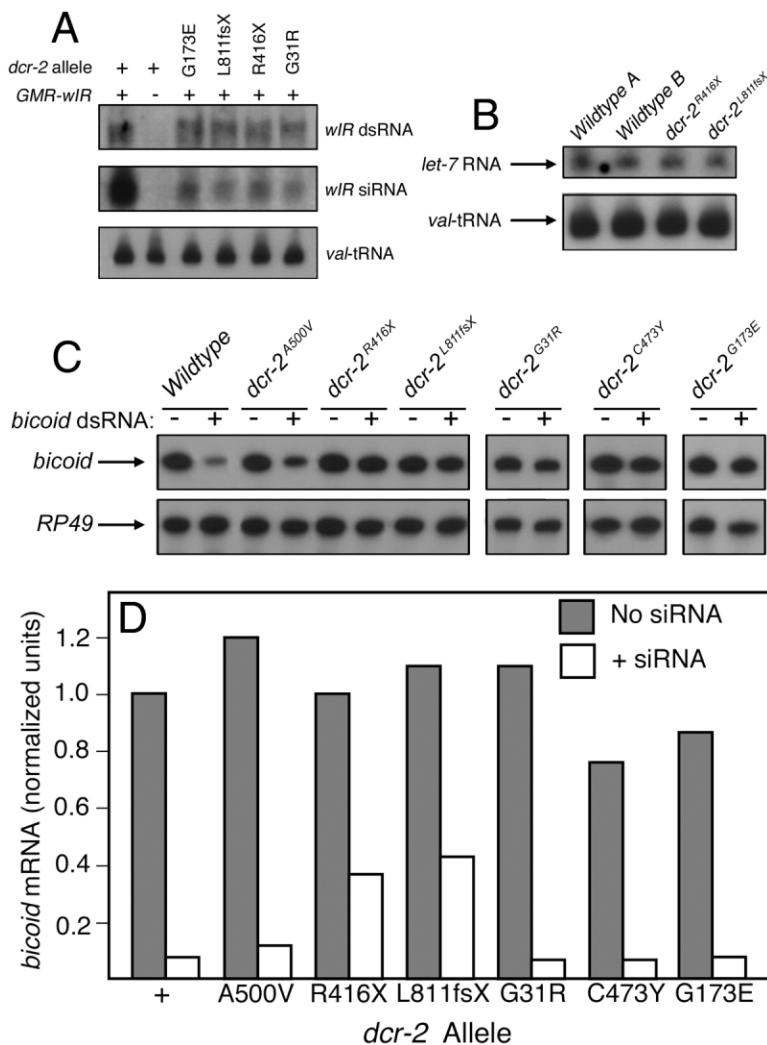 A
dcr-2 allele + + G173E L811fsX R416X G31R
GMR-wIR + - + + + +
wIR dsRNA
wIR siRNA
val-tRNA
B
Wildtype A Wildtype B dcr-2R416X dcr-2L811fsX
let-7 RNA
val-tRNA
C
Wildtype dcr-2A500V dcr-2R416X dcr-2L811fsX dcr-2G31R dcr-2C473Y dcr-2G173E
bicoid dsRNA: - + - + - + - + - + - + - +
bicoid
RP49
D
No siRNA
+ siRNA
bicoid mRNA (normalized units)
1.2
1.0
0.8
0.6
0.4
0.2
+ A500V R416X L811fsX G31R C473Y G173E
dcr-2 Allele